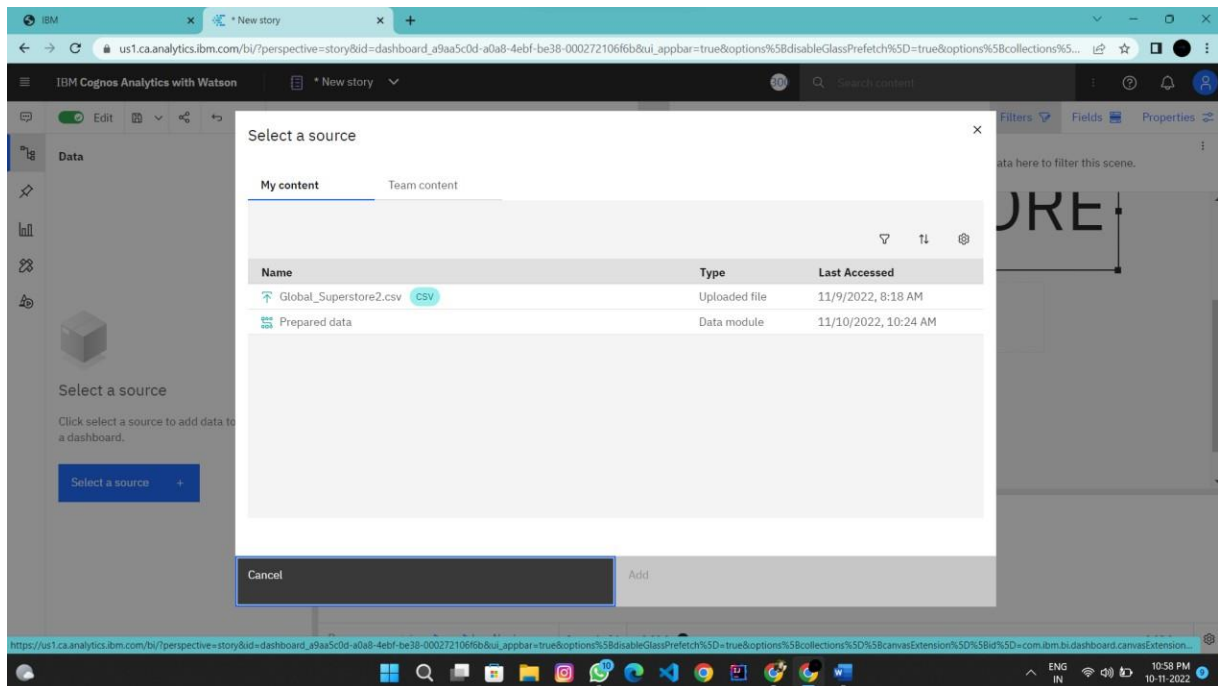 IBM
* New story
us1.ca.analytics.ibm.com/bi/?perspective=story&id=dashboard_a9aa5c0d-a0a8-4ebf-be38-000272106f6b&ui_appbar=true&options%5BdisableGlassPrefetch%5D=true&options%5Bcollections%5...
IBM Cognos Analytics with Watson
* New story
Search content
Edit
Filters
Fields
Properties
Data
Select a source
ata here to filter this scene.
My content
Team content
ORE
Name Type Last Accessed
Global_Superstore2.csv CSV Uploaded file 11/9/2022, 8:18 AM
Prepared data Data module 11/10/2022, 10:24 AM
Select a source
Click select a source to add data to
a dashboard.
Select a source +
Cancel
Add
https://us1.ca.analytics.ibm.com/bi/?perspective=story&id=dashboard_a9aa5c0d-a0a8-4ebf-be38-000272106f6b&ui_appbar=true&options%5BdisableGlassPrefetch%5D=true&options%5Bcollections%5D%5BcanvasExtension%5D%5Bid%5D=com.ibm.bi.dashboard.canvasExtension...
ENG
IN
10:58 PM
10-11-2022